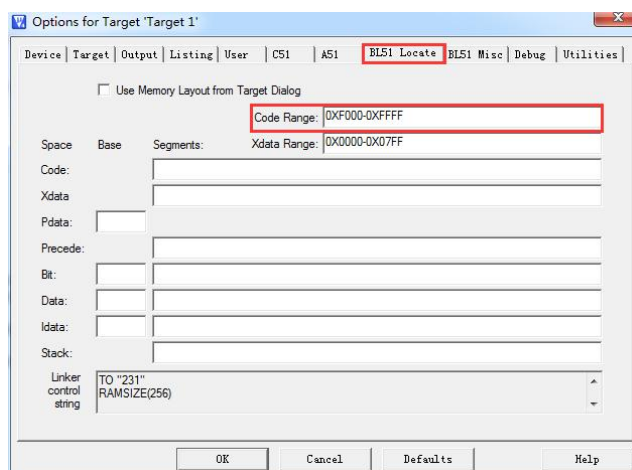 Options for Target 'Target 1'
Device | Target | Output | Listing | User | C51 | A51 | BL51 Locate | BL51 Misc | Debug | Utilities
Use Memory Layout from Target Dialog
Code Range: 0XF000-0XFFFF
Space Base Segments: Xdata Range: 0X0000-0X07FF
Code:
Xdata
Pdata:
Precede:
Bit:
Data:
Idata:
Stack:
Linker control string
TO "231"
RAMSIZE(256)
OK Cancel Defaults Help